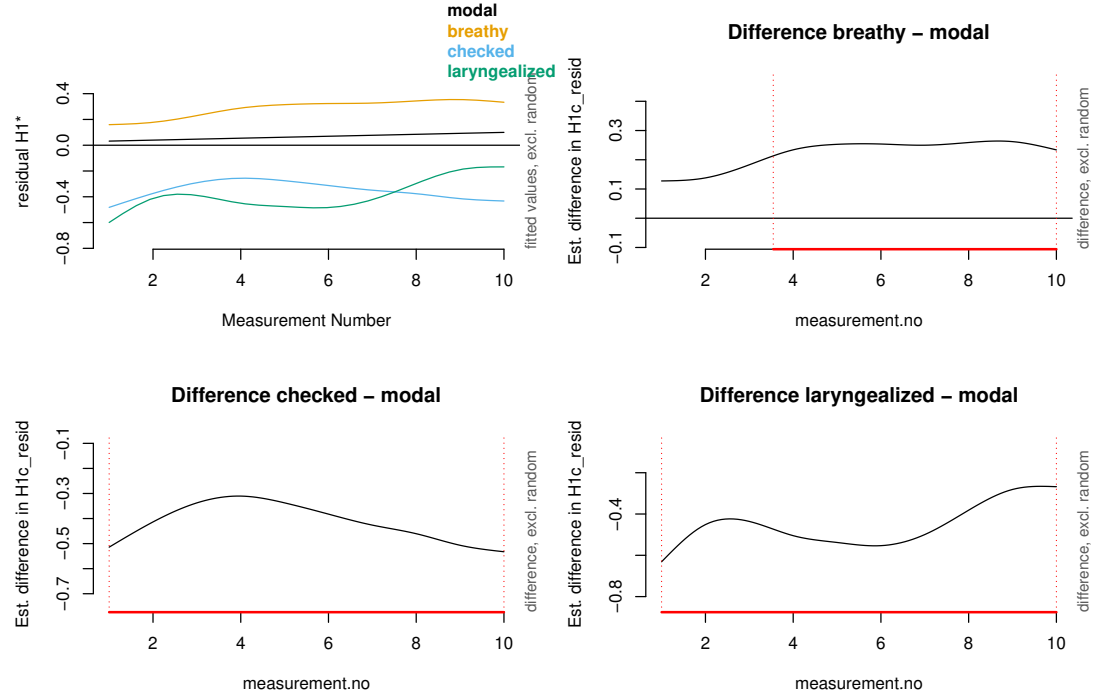 modal
breathy
checked
laryngealized
residual H1*
0.4
0.0
−0.4
−0.8
2
4
6
8
10
Measurement Number
fitted values, excl. random
Difference breathy − modal
Est. difference in H1c_resid
0.3
0.1
−0.1
2
4
6
8
10
measurement.no
difference, excl. random
Difference checked − modal
Est. difference in H1c_resid
−0.1
−0.3
−0.5
−0.7
2
4
6
8
10
measurement.no
difference, excl. random
Difference laryngealized − modal
Est. difference in H1c_resid
−0.4
−0.8
2
4
6
8
10
measurement.no
difference, excl. random